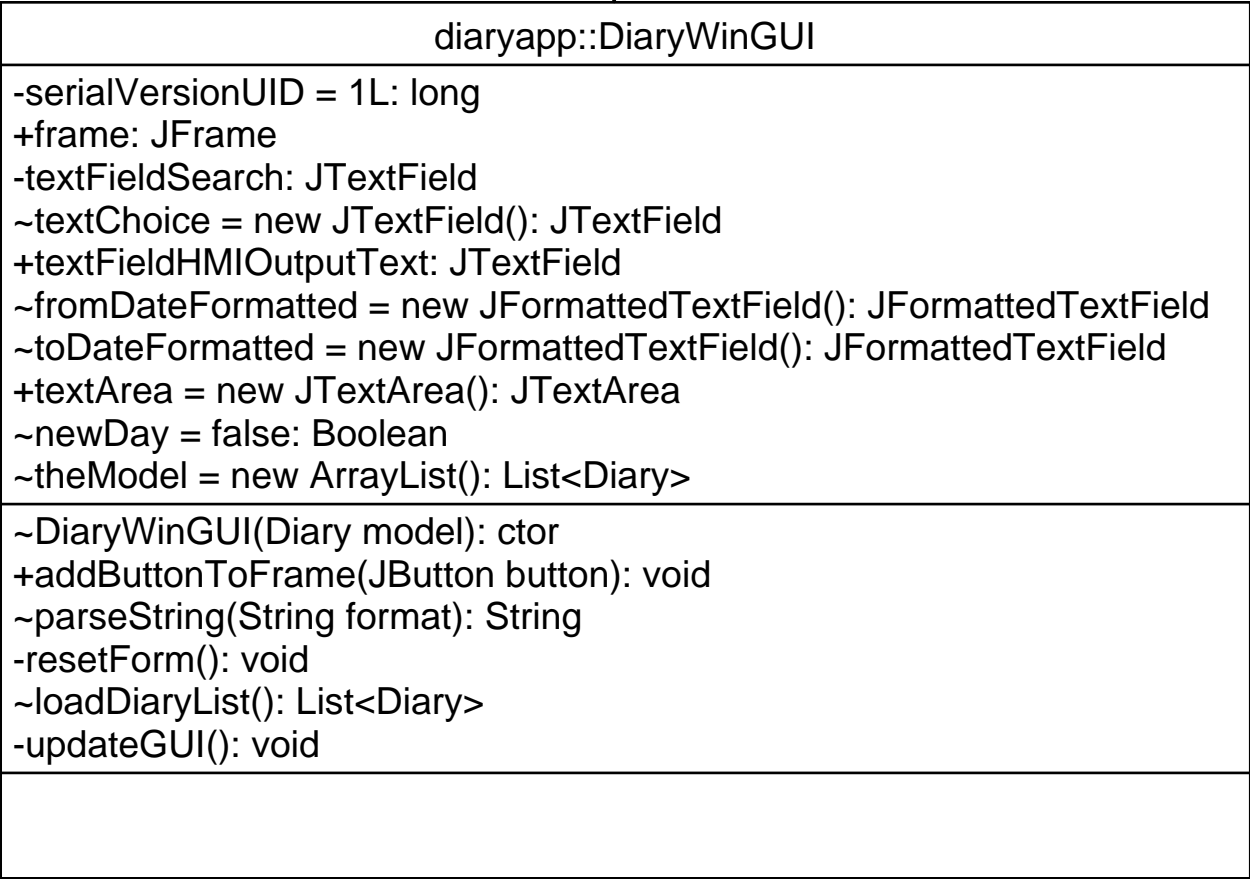 diaryapp::DiaryWinGUI
-serialVersionUID = 1L: long
+frame: JFrame
-textFieldSearch: JTextField
~textChoice = new JTextField(): JTextField
+textFieldHMIOutputText: JTextField
~fromDateFormatted = new JFormattedTextField(): JFormattedTextField
~toDateFormatted = new JFormattedTextField(): JFormattedTextField
+textArea = new JTextArea(): JTextArea
~newDay = false: Boolean
~theModel = new ArrayList(): List<Diary>
~DiaryWinGUI(Diary model): ctor
+addButtonToFrame(JButton button): void
~parseString(String format): String
-resetForm(): void
~loadDiaryList(): List<Diary>
-updateGUI(): void